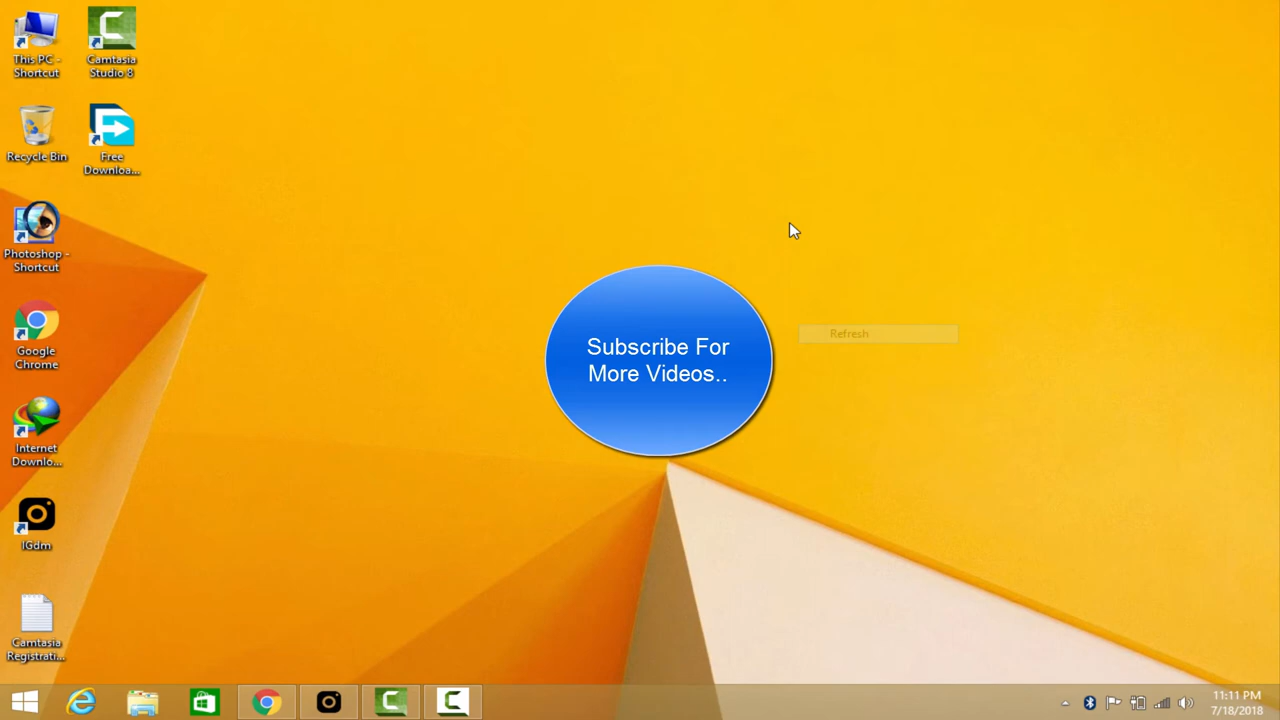 This PC -
Shortcut
Camtasia
Studio 8
Recycle Bin
Free
Downloa...
Photoshop -
Shortcut
Google
Chrome
Internet
Downlo...
IGdm
Camtasia
Registrati...
Refresh
Subscribe For
More Videos..
11:11 PM
7/18/2018